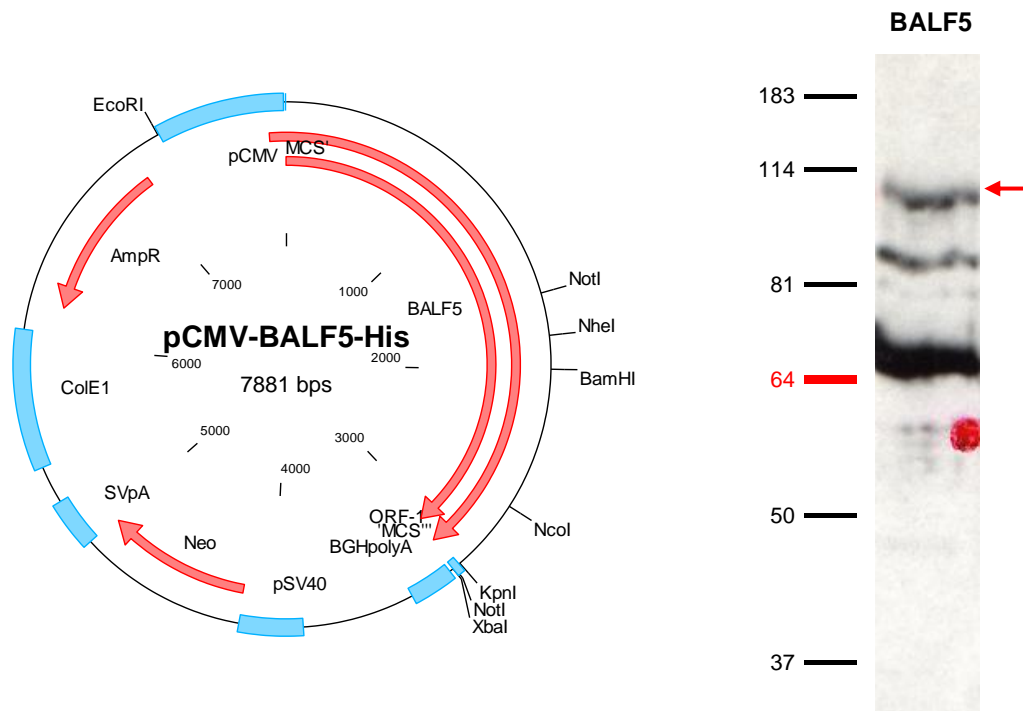 BALF5
EcoRI
pCMV
MCS'
AmpR
7000
1000
BALF5
NotI
NheI
BamHI
pCMV-BALF5-His
6000
2000
7881 bps
ColE1
5000
3000
4000
SVpA
Neo
ORF-1
'MCS'''
BGHpolyA
NcoI
pSV40
KpnI
NotI
XbaI
183
114
81
64
50
37